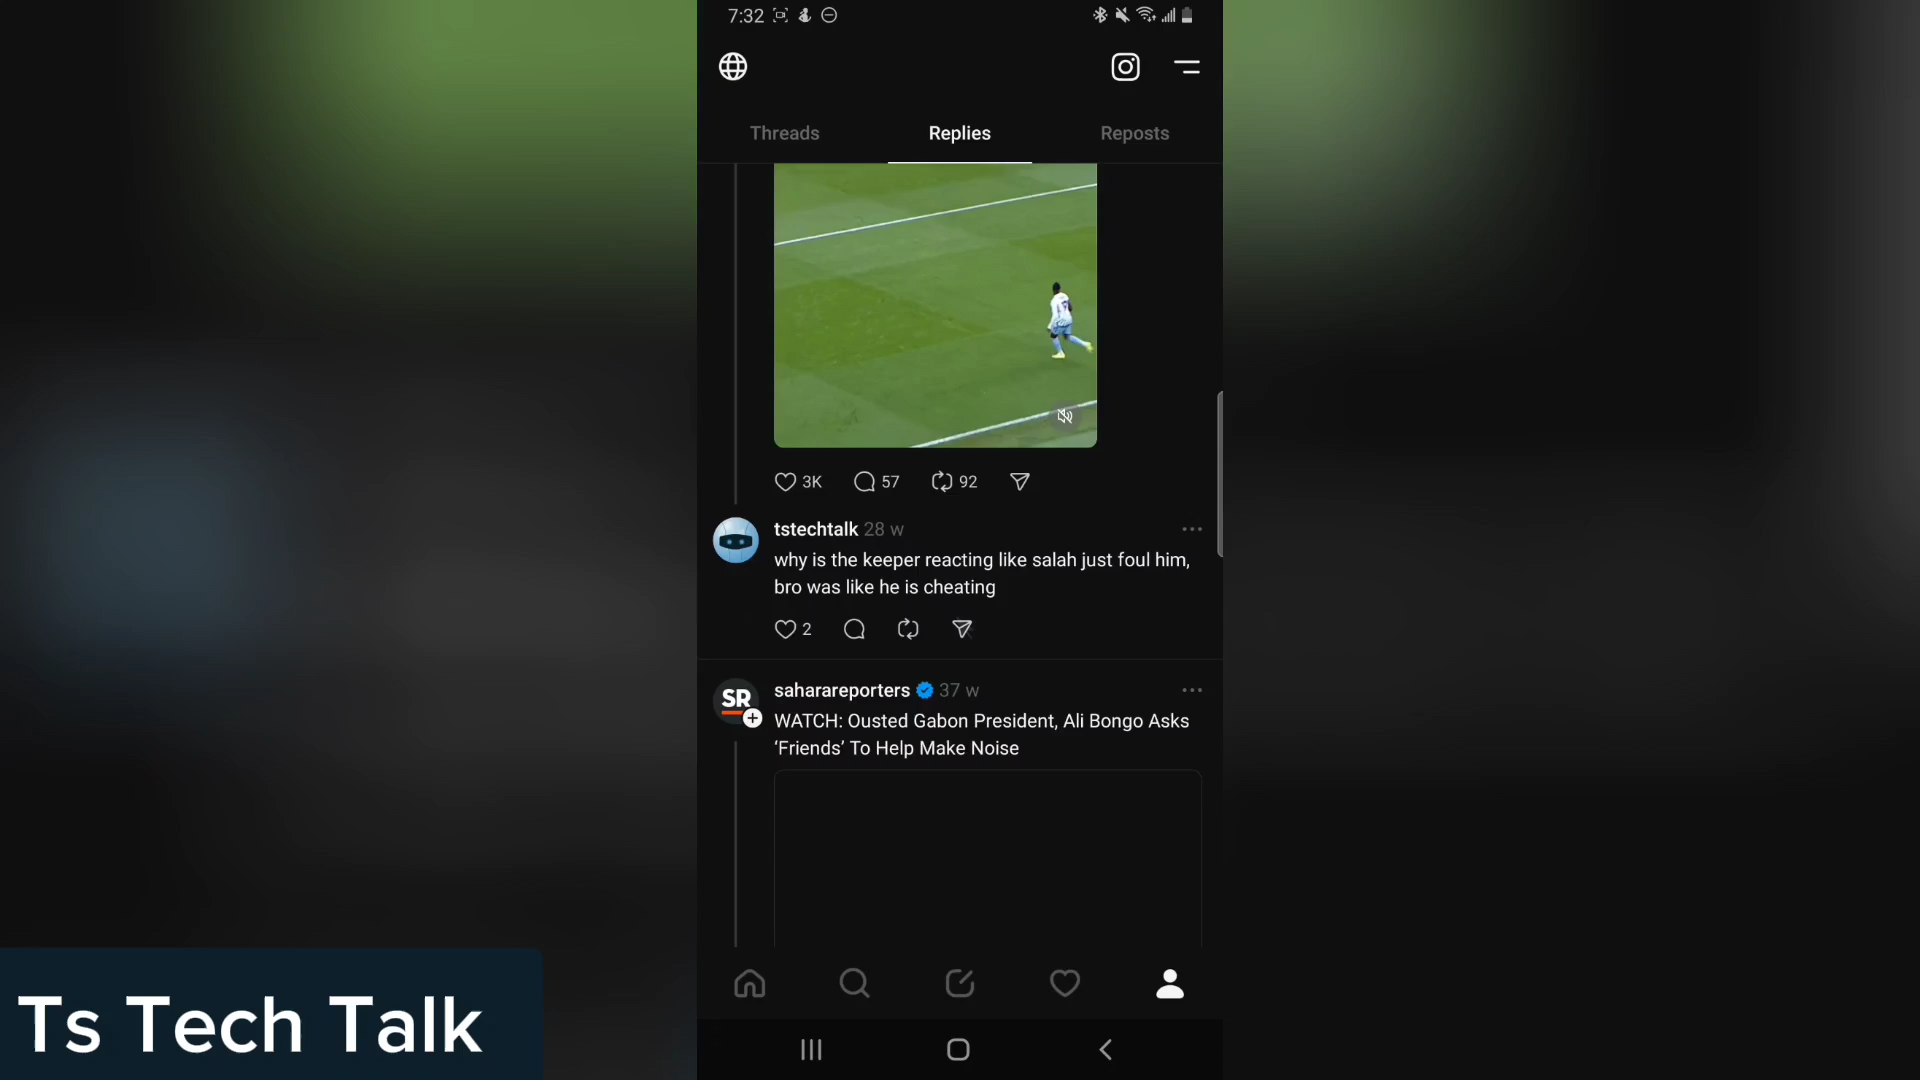 7:32
Threads
Replies
Reposts
3K
57
92
tstechtalk 28 w
why is the keeper reacting like salah just foul him,
bro was like he is cheating
2
SR
saharareporters 37 w
WATCH: Ousted Gabon President, Ali Bongo Asks
‘Friends’ To Help Make Noise
Ts Tech Talk